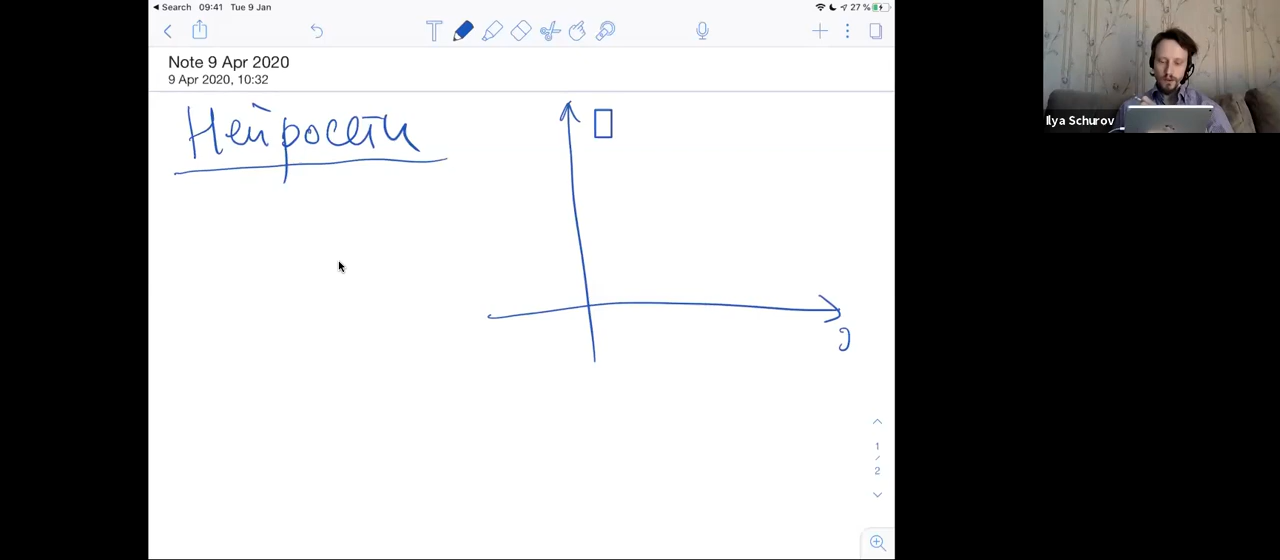 Search 09:41 Tue 9 Jan 27 %
Note 9 Apr 2020
9 Apr 2020, 10:32
Нейросети
Ilya Schurov
1
/
2